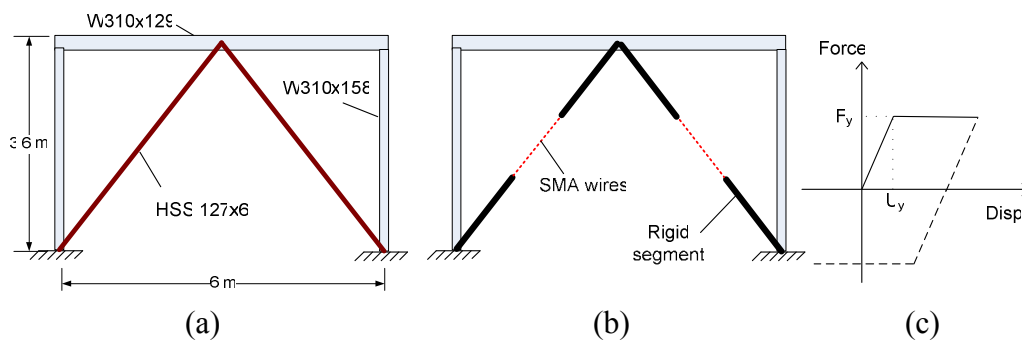 W310x129
W310x158
3 6 m
HSS 127x6
6 m
(a)
SMA wires
Rigid
segment
(b)
Force
Fy
Uy
Disp
(c)